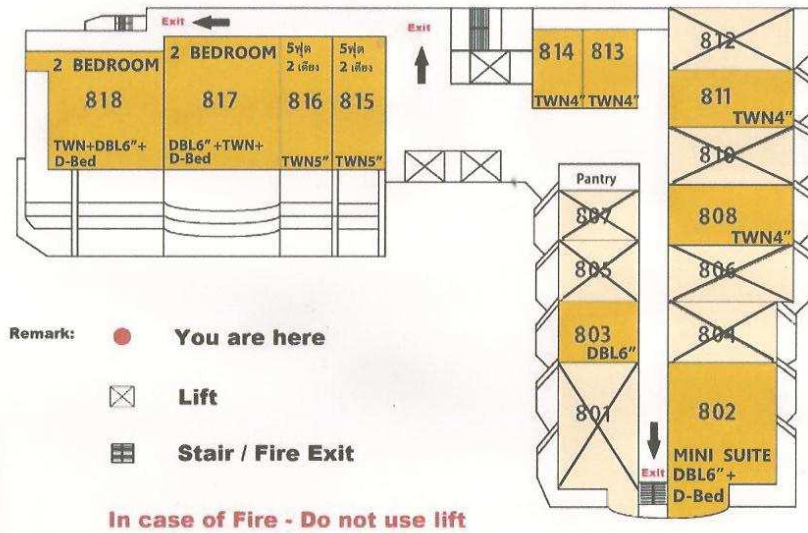 Exit
2 BEDROOM
818
TWN+DBL6"+
D-Bed
2 BEDROOM
817
DBL6"+TWN+
D-Bed
5ฟุต
2 เตียง
816
TWN5"
5ฟุต
2 เตียง
815
TWN5"
Exit
814
TWN4"
813
TWN4"
812
811
TWN4"
810
Pantry
807
808
TWN4"
805
806
803
DBL6"
804
801
802
MINI SUITE
DBL6"+
D-Bed
Exit
Remark:
You are here
Lift
Stair / Fire Exit
In case of Fire - Do not use lift